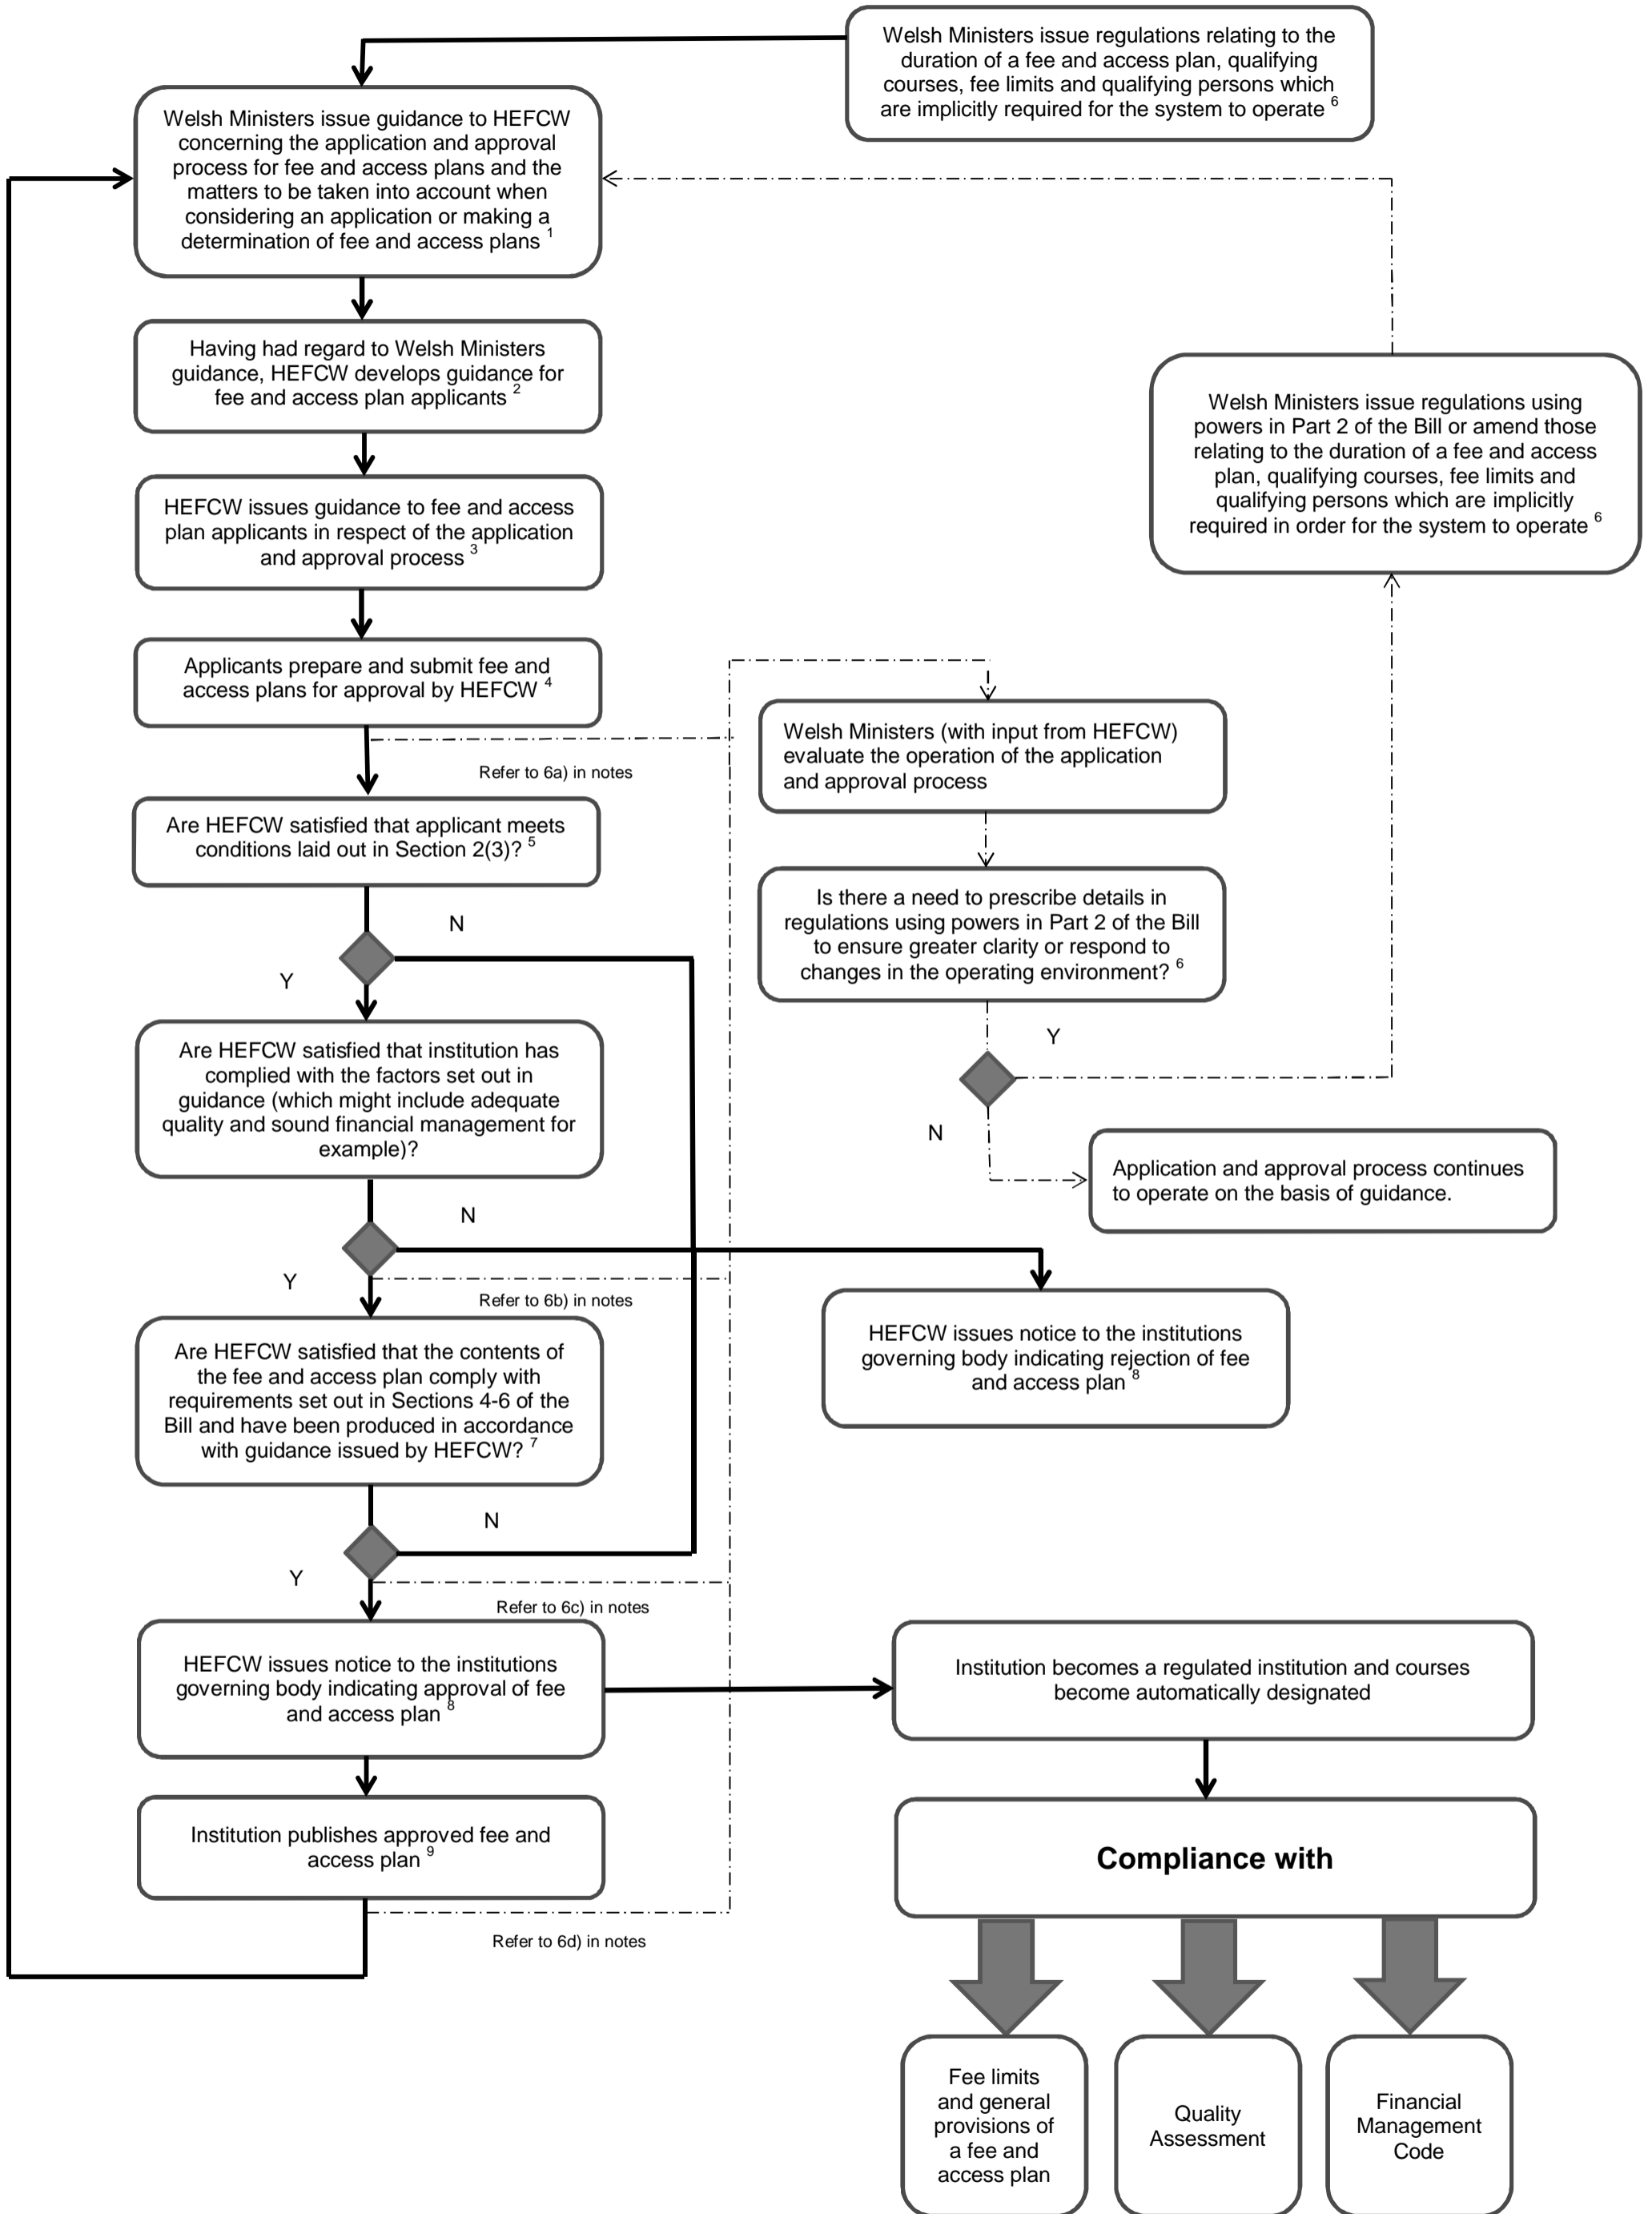 Welsh Ministers issue regulations relating to the
duration of a fee and access plan, qualifying
courses, fee limits and qualifying persons which
are implicitly required for the system to operate 6
Welsh Ministers issue guidance to HEFCW
concerning the application and approval
process for fee and access plans and the
matters to be taken into account when
considering an application or making a
determination of fee and access plans 1
Having had regard to Welsh Ministers
guidance, HEFCW develops guidance for
fee and access plan applicants 2
Welsh Ministers issue regulations using
powers in Part 2 of the Bill or amend those
relating to the duration of a fee and access
plan, qualifying courses, fee limits and
qualifying persons which are implicitly
required in order for the system to operate 6
HEFCW issues guidance to fee and access
plan applicants in respect of the application
and approval process 3
Applicants prepare and submit fee and
access plans for approval by HEFCW 4
Welsh Ministers (with input from HEFCW)
evaluate the operation of the application
and approval process
Refer to 6a) in notes
Are HEFCW satisfied that applicant meets
conditions laid out in Section 2(3)? 5
Is there a need to prescribe details in
regulations using powers in Part 2 of the Bill
to ensure greater clarity or respond to
changes in the operating environment? 6
N
Y
Y
Are HEFCW satisfied that institution has
complied with the factors set out in
guidance (which might include adequate
quality and sound financial management for
example)?
N
Application and approval process continues
to operate on the basis of guidance.
N
Y
Refer to 6b) in notes
HEFCW issues notice to the institutions
governing body indicating rejection of fee
and access plan 8
Are HEFCW satisfied that the contents of
the fee and access plan comply with
requirements set out in Sections 4-6 of the
Bill and have been produced in accordance
with guidance issued by HEFCW? 7
N
Y
Refer to 6c) in notes
HEFCW issues notice to the institutions
governing body indicating approval of fee
and access plan 8
Institution becomes a regulated institution and courses
become automatically designated
Institution publishes approved fee and
access plan 9
Compliance with
Refer to 6d) in notes
Fee limits
and general
provisions of
a fee and
access plan
Quality
Assessment
Financial
Management
Code